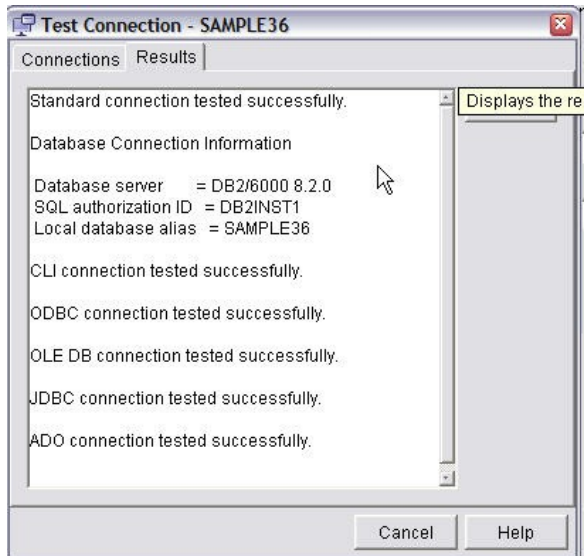 Test Connection - SAMPLE36
Connections Results
Standard connection tested successfully.
Displays the re
Database Connection Information
Database server = DB2/6000 8.2.0
SQL authorization ID = DB2INST1
Local database alias = SAMPLE36
CLI connection tested successfully.
ODBC connection tested successfully.
OLE DB connection tested successfully.
JDBC connection tested successfully.
ADO connection tested successfully.
Cancel Help